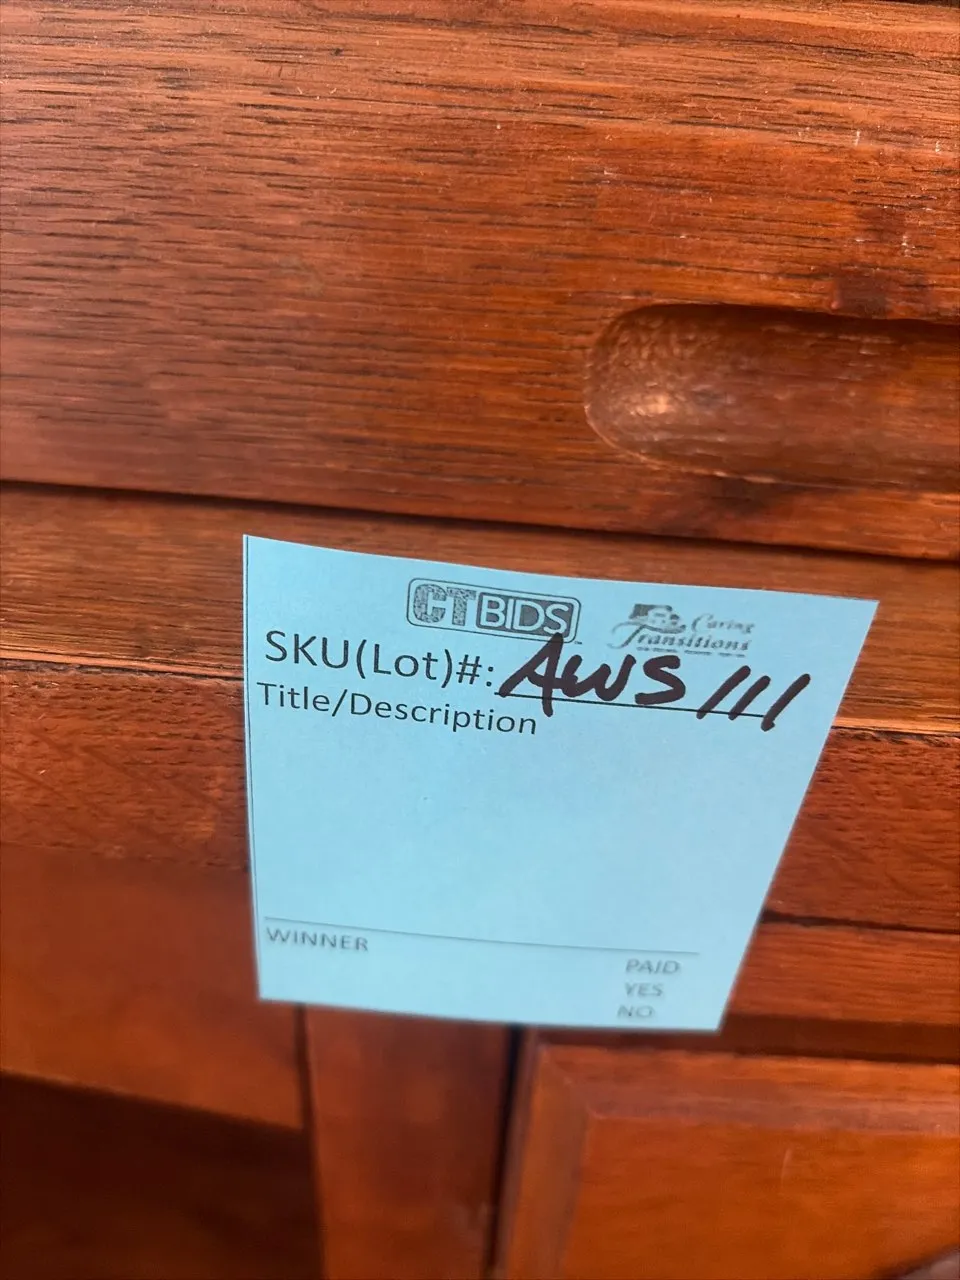 CTBIDS
Caring
Transitions
SKU(Lot)#: AWS 111
Title/Description
WINNER
PAID
YES
NO